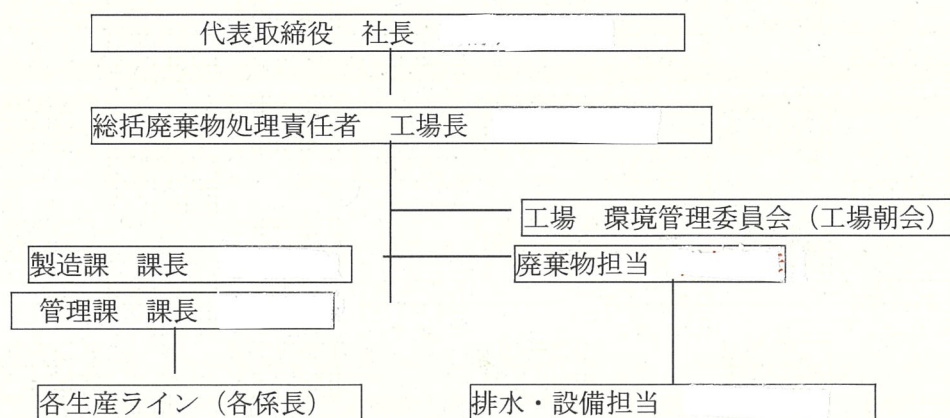 代表取締役　社長
総括廃棄物処理責任者　工場長
工場　環境管理委員会（工場朝会）
製造課　課長
廃棄物担当
管理課　課長
各生産ライン（各係長）
排水・設備担当